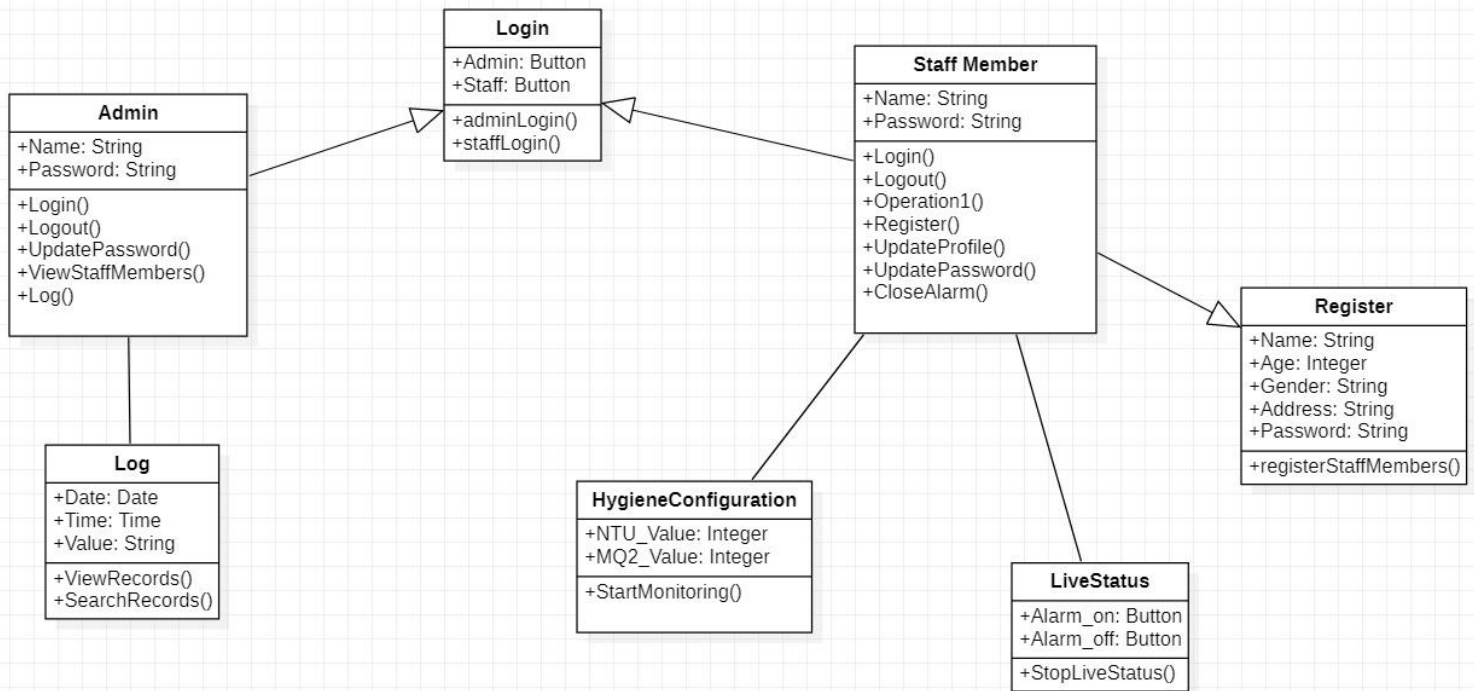 Login
+Admin: Button
+Staff: Button
+adminLogin()
+staffLogin()
Staff Member
+Name: String
+Password: String
+Login()
+Logout()
+Operation1()
+Register()
+UpdateProfile()
+UpdatePassword()
+CloseAlarm()
Admin
+Name: String
+Password: String
+Login()
+Logout()
+UpdatePassword()
+ViewStaffMembers()
+Log()
Register
+Name: String
+Age: Integer
+Gender: String
+Address: String
+Password: String
+registerStaffMembers()
Log
+Date: Date
+Time: Time
+Value: String
+ViewRecords()
+SearchRecords()
HygieneConfiguration
+NTU_Value: Integer
+MQ2_Value: Integer
+StartMonitoring()
LiveStatus
+Alarm_on: Button
+Alarm_off: Button
+StopLiveStatus()